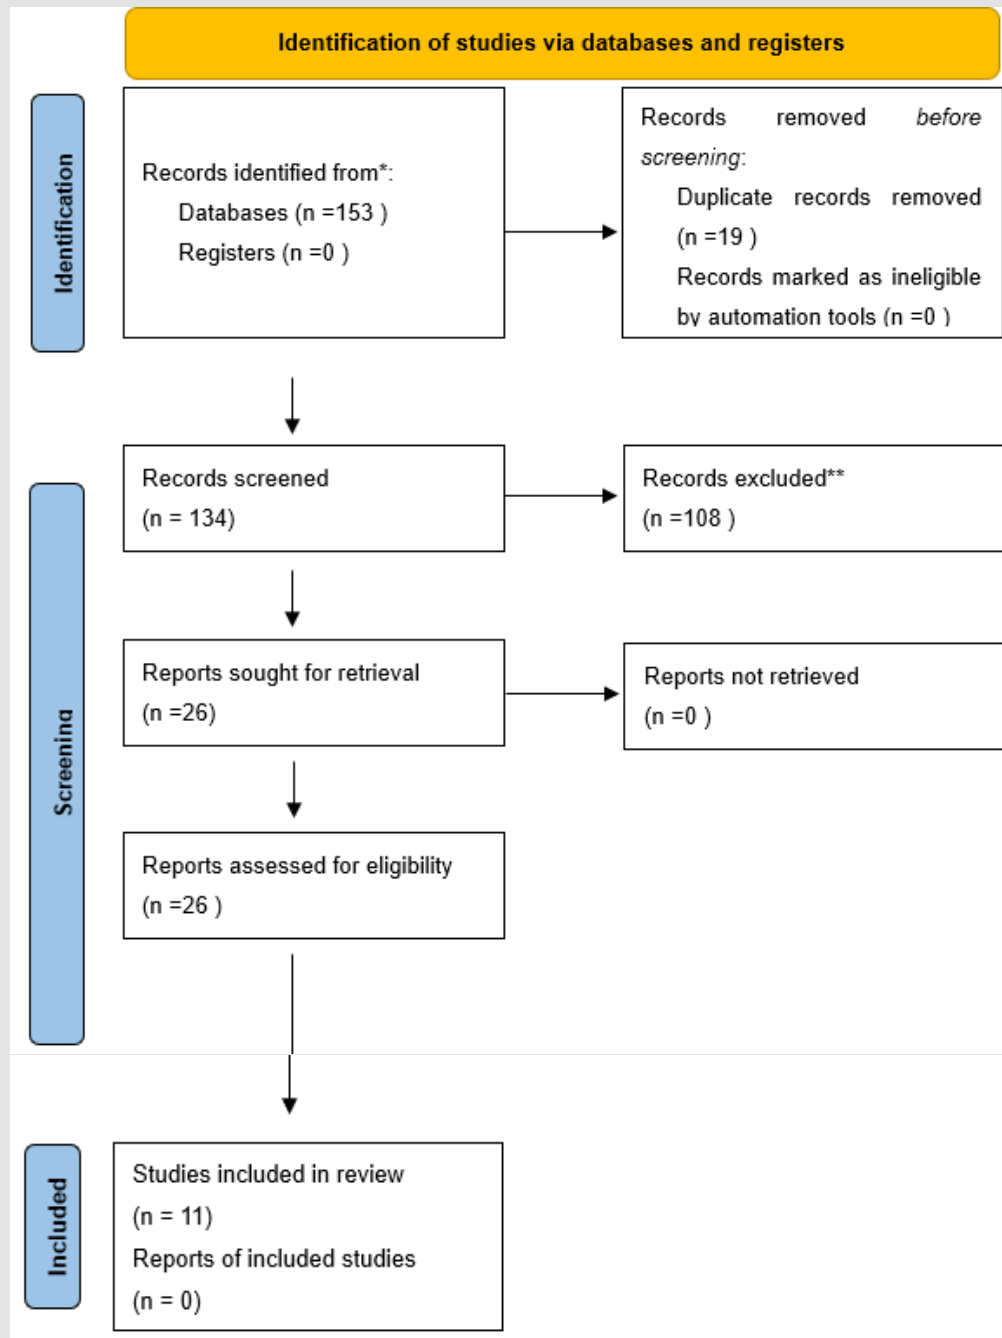 Identification of studies via databases and registers
Identification
Records identified from*:
Databases (n =153 )
Registers (n =0 )
Records removed before
screening:
Duplicate records removed
(n =19 )
Records marked as ineligible
by automation tools (n =0 )
Screening
Records screened
(n = 134)
Records excluded**
(n =108 )
Reports sought for retrieval
(n =26)
Reports not retrieved
(n =0 )
Reports assessed for eligibility
(n =26 )
Included
Studies included in review
(n = 11)
Reports of included studies
(n = 0)